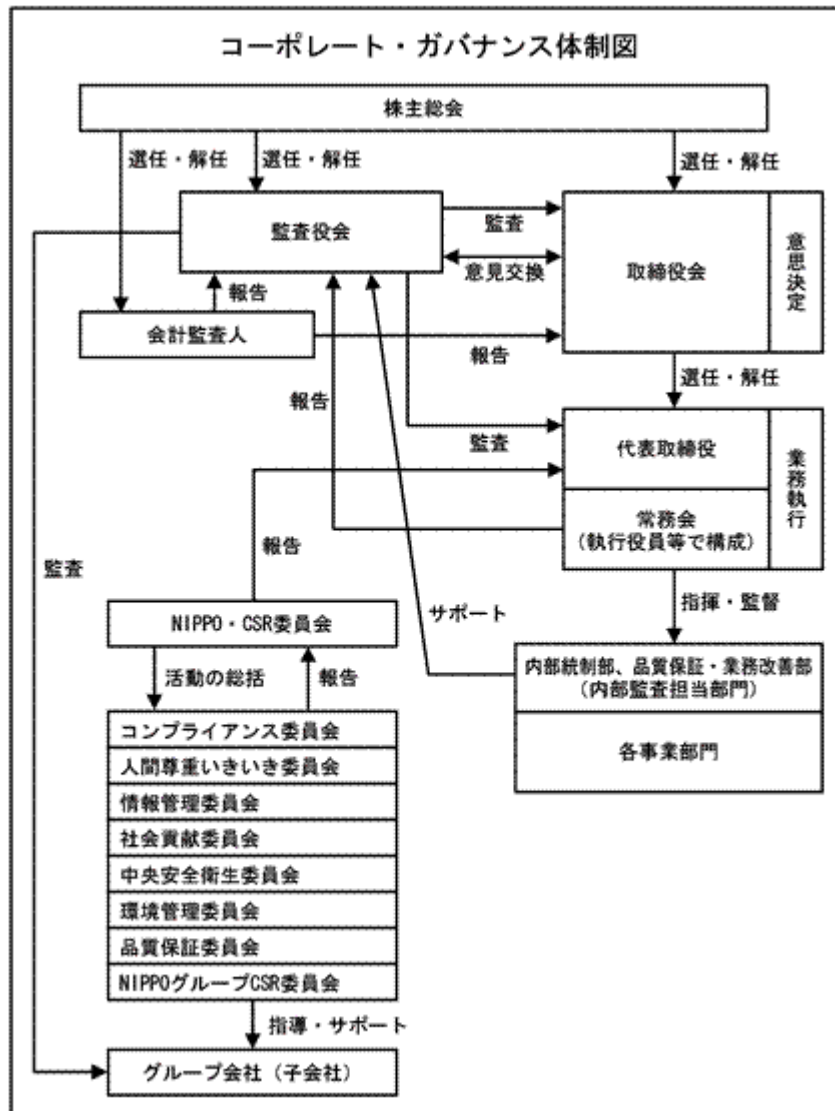 コーポレート・ガバナンス体制図
株主総会
選任・解任
選任・解任
選任・解任
監査役会
監査
意見交換
取締役会
意思決定
報告
会計監査人
報告
報告
選任・解任
監査
代表取締役
常務会
(執行役員等で構成)
業務執行
報告
監査
サポート
指揮・監督
NIPPO・CSR委員会
活動の総括
報告
内部統制部、品質保証・業務改善部
(内部監査担当部門)
各事業部門
コンプライアンス委員会
人間尊重いきいき委員会
情報管理委員会
社会貢献委員会
中央安全衛生委員会
環境管理委員会
品質保証委員会
NIPPOグループCSR委員会
指導・サポート
グループ会社（子会社）